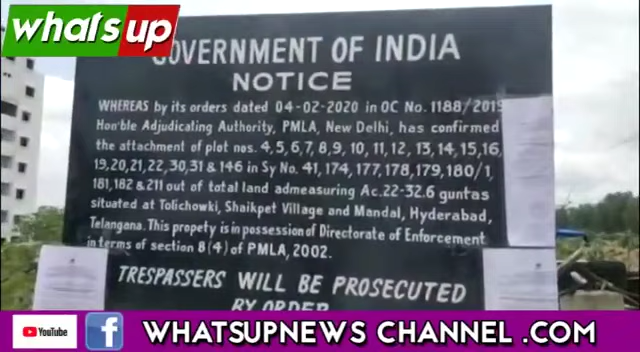 what's up
GOVERNMENT OF INDIA
NOTICE
WHEREAS by its orders dated 04-02-2020 in OC No. 1188/2019
Hon'ble Adjudicating Authority, PMLA, New Delhi, has confirmed
the attachment of plot nos. 4,5,6,7,8,9, 10, 11, 12, 13, 14, 15, 16,
19,20,21,22,30,31 & 146 in Sy No. 41, 174, 177, 178, 179, 180/1,
181, 182 & 211 out of total land admeasuring Ac.22-32.6 guntas
situated at Tolichowki, Shaikpet Village and Mandal, Hyderabad,
Telangana. This propety is in possession of Directorate of Enforcement
in terms of section 8(4) of PMLA, 2002.
TRESPASSERS WILL BE PROSECUTED
BY ORDER
YouTube f WHATSUPNEWS CHANNEL .COM